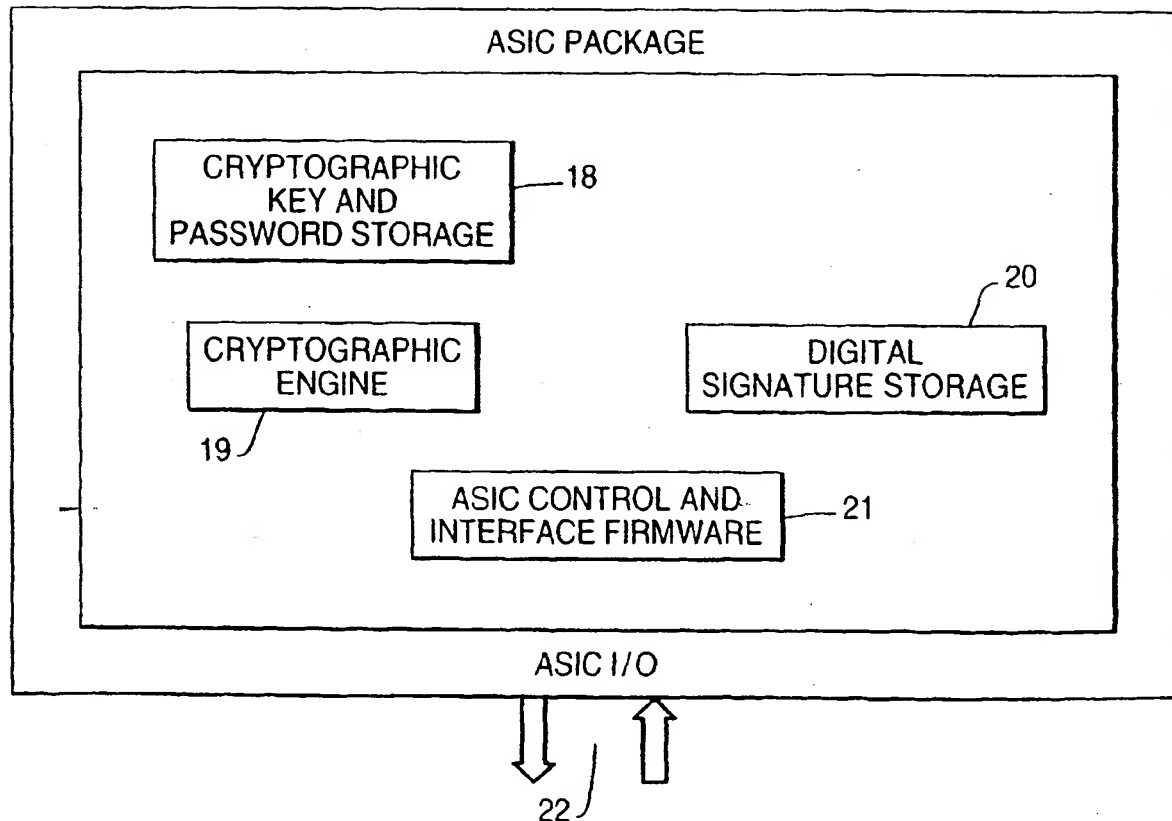 ASIC PACKAGE
CRYPTOGRAPHIC
KEY AND
PASSWORD STORAGE
18
20
CRYPTOGRAPHIC
ENGINE
19
DIGITAL
SIGNATURE STORAGE
ASIC CONTROL AND
INTERFACE FIRMWARE
21
ASIC I/O
22